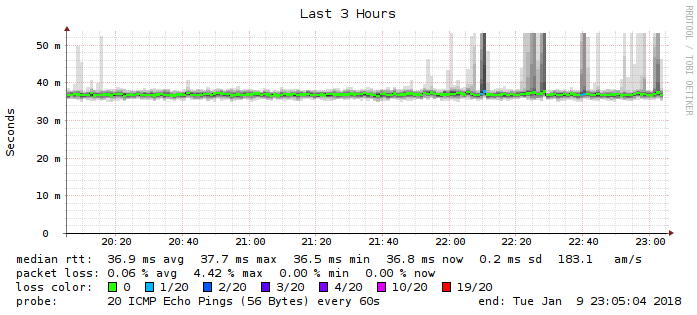 Last 3 Hours
RRDTOOL / TOBI OETIKER
Seconds
50 m
40 m
30 m
20 m
10 m
0
20:20 20:40 21:00 21:20 21:40 22:00 22:20 22:40 23:00
median rtt: 36.9 ms avg 37.7 ms max 36.5 ms min 36.8 ms now 0.2 ms sd 183.1 am/s
packet loss: 0.06 % avg 4.42 % max 0.00 % min 0.00 % now
loss color: 0 1/20 2/20 3/20 4/20 10/20 19/20
probe: 20 ICMP Echo Pings (56 Bytes) every 60s end: Tue Jan 9 23:05:04 2018